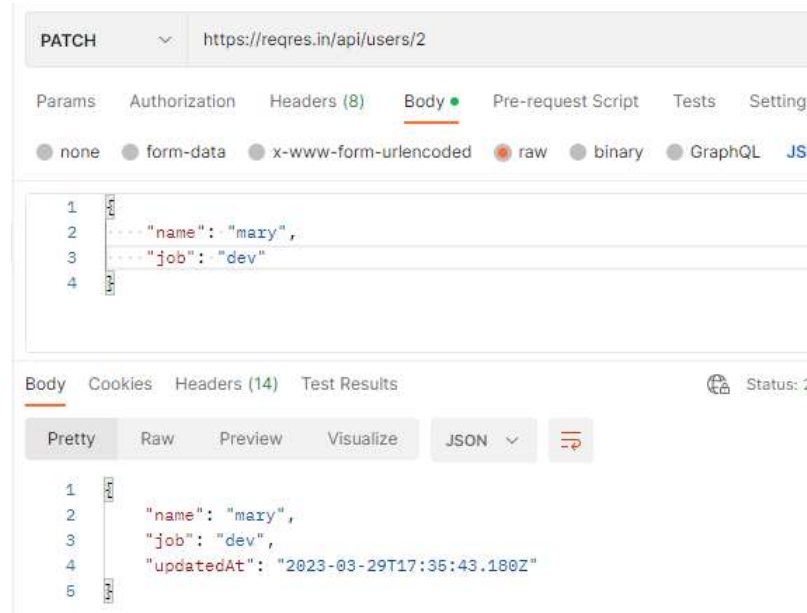 PATCH https://reqres.in/api/users/2
Params Authorization Headers (8) Body Pre-request Script Tests Setting
none form-data x-www-form-urlencoded raw binary GraphQL JS
1 {
2 "name": "mary",
3 "job": "dev"
4 }
Body Cookies Headers (14) Test Results Status: 2
Pretty Raw Preview Visualize JSON
1 {
2 "name": "mary",
3 "job": "dev",
4 "updatedAt": "2023-03-29T17:35:43.180Z"
5 }